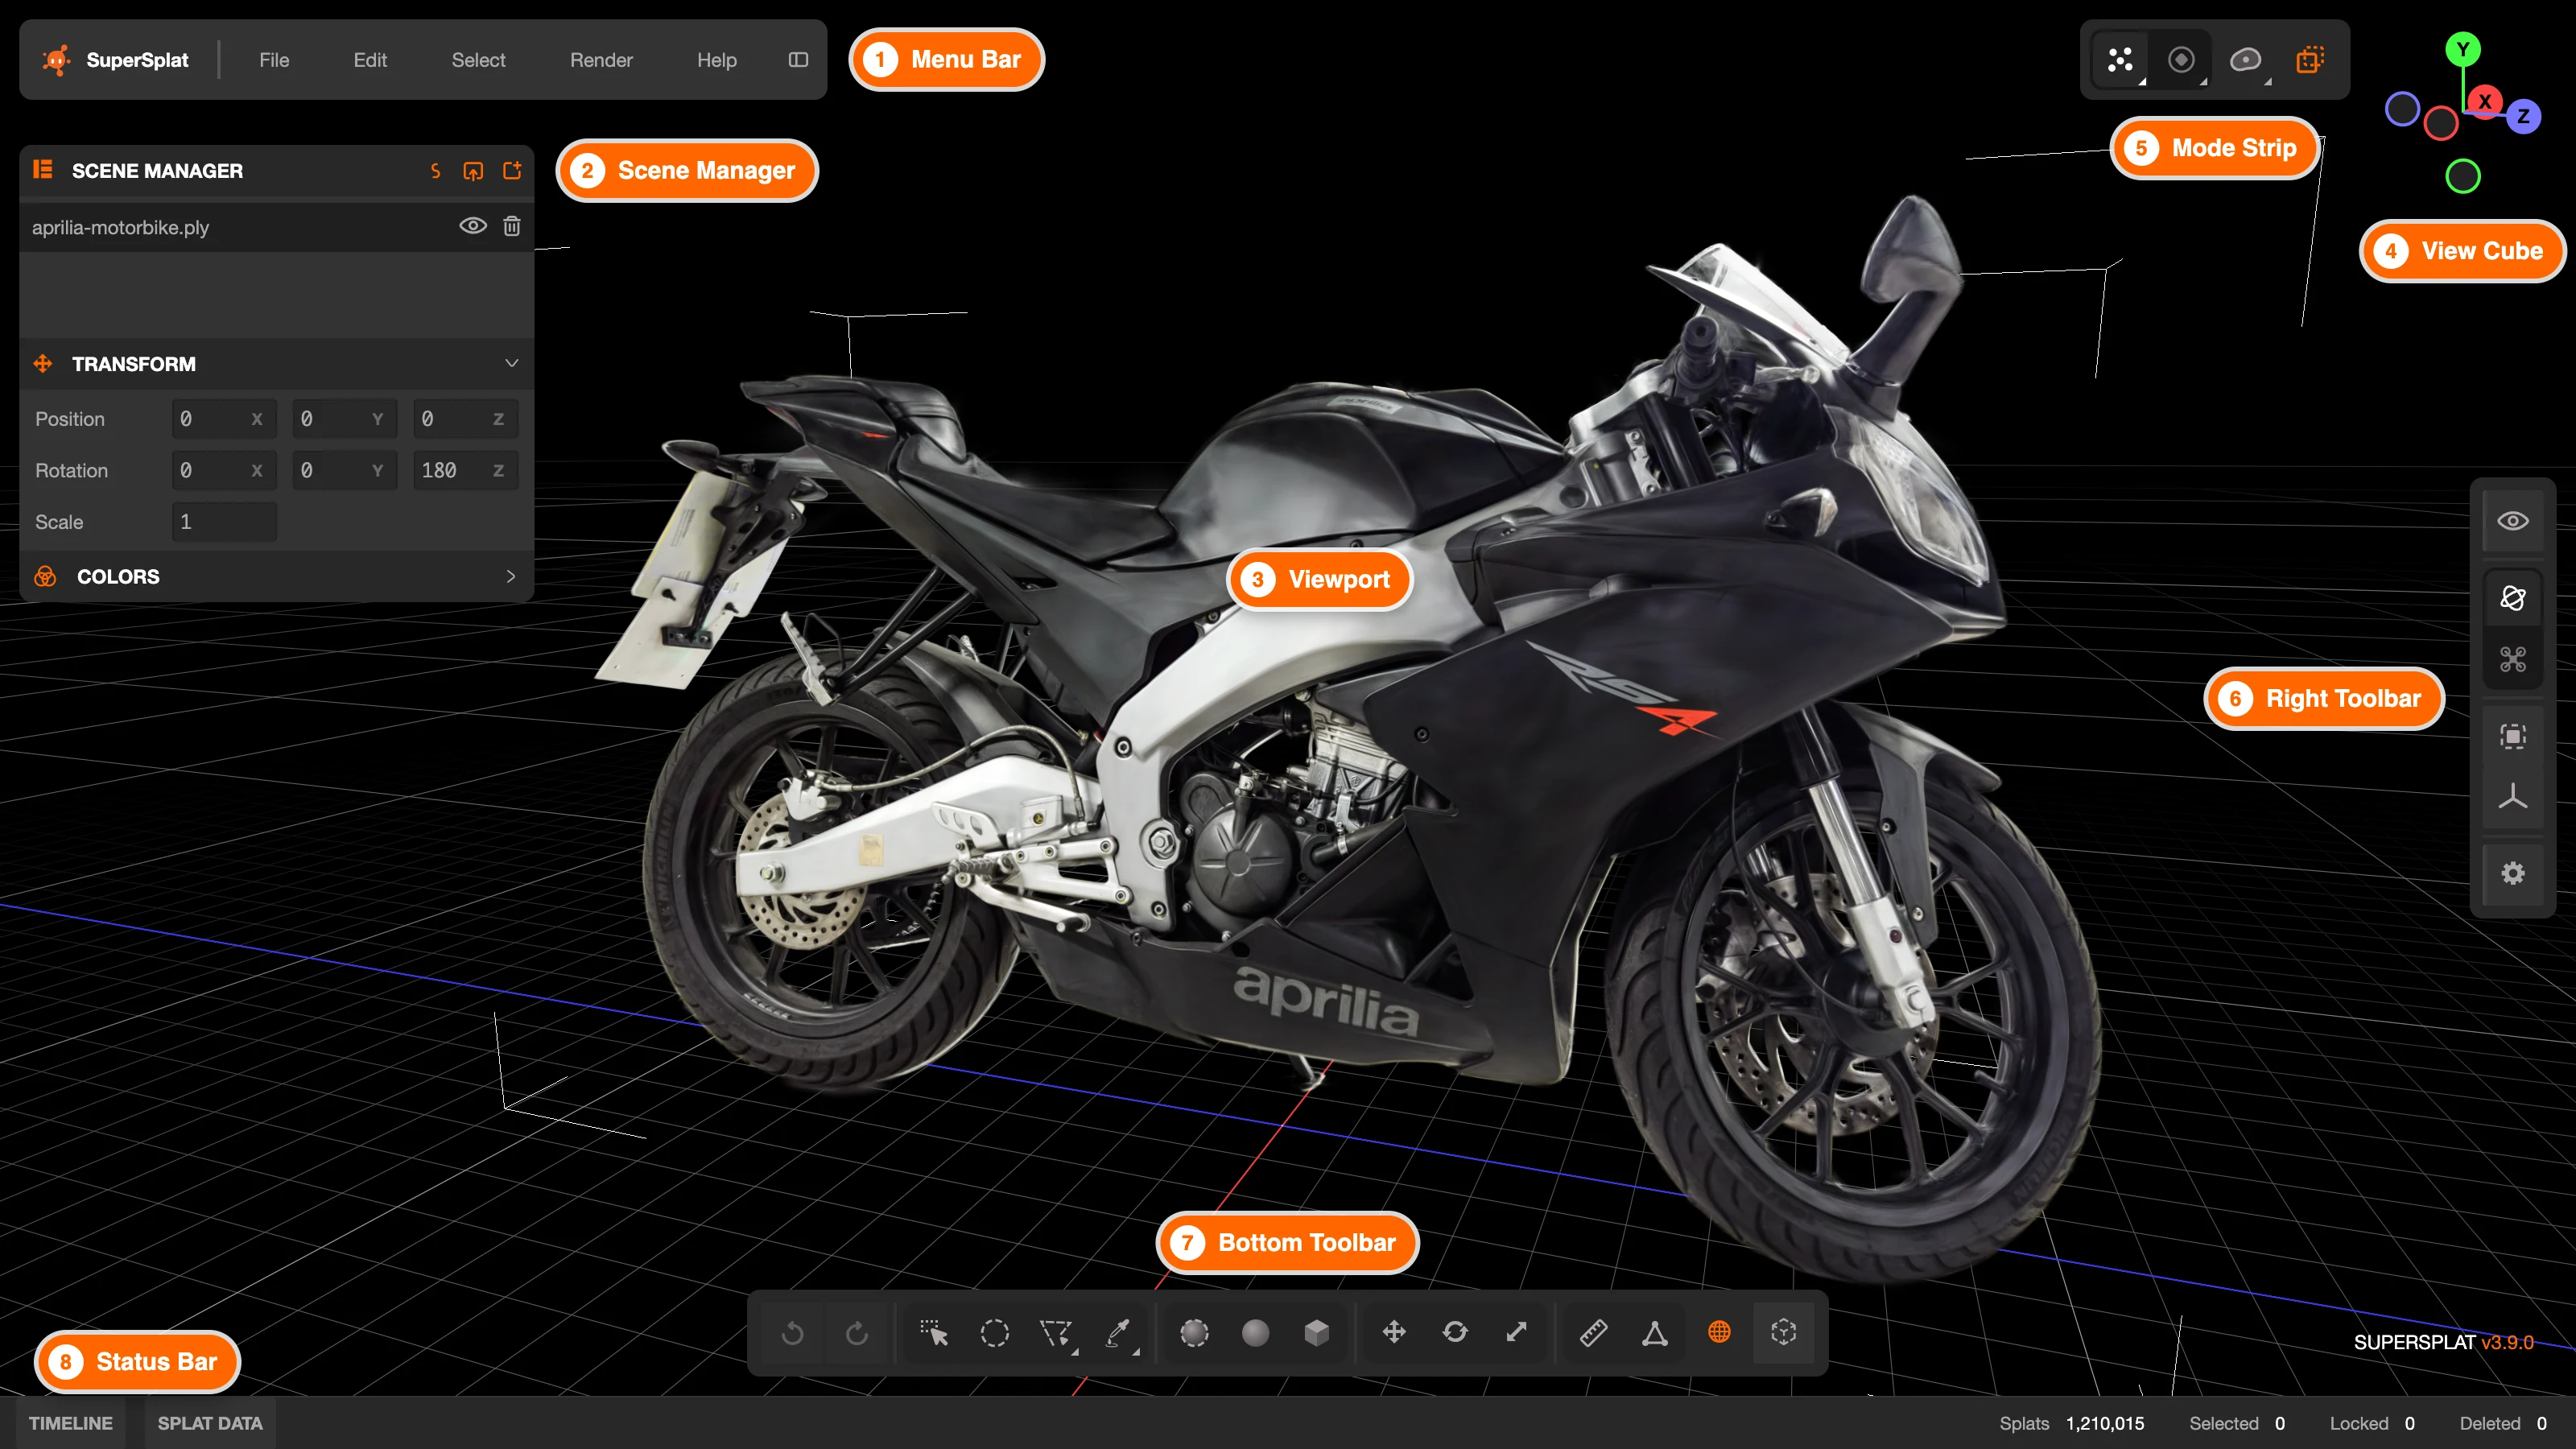 SuperSplat File Edit Select Render Help
1 Menu Bar
Y
X
Z
5 Mode Strip
SCENE MANAGER
2 Scene Manager
aprilia-motorbike.ply
4 View Cube
TRANSFORM
Position 0 X 0 Y 0 Z
Rotation 0 X 0 Y 180 Z
Scale 1
COLORS
3 Viewport
RS
6 Right Toolbar
aprilia
7 Bottom Toolbar
SUPERSPLAT v3.9.0
8 Status Bar
TIMELINE SPLAT DATA Splats 1,210,015 Selected 0 Locked 0 Deleted 0